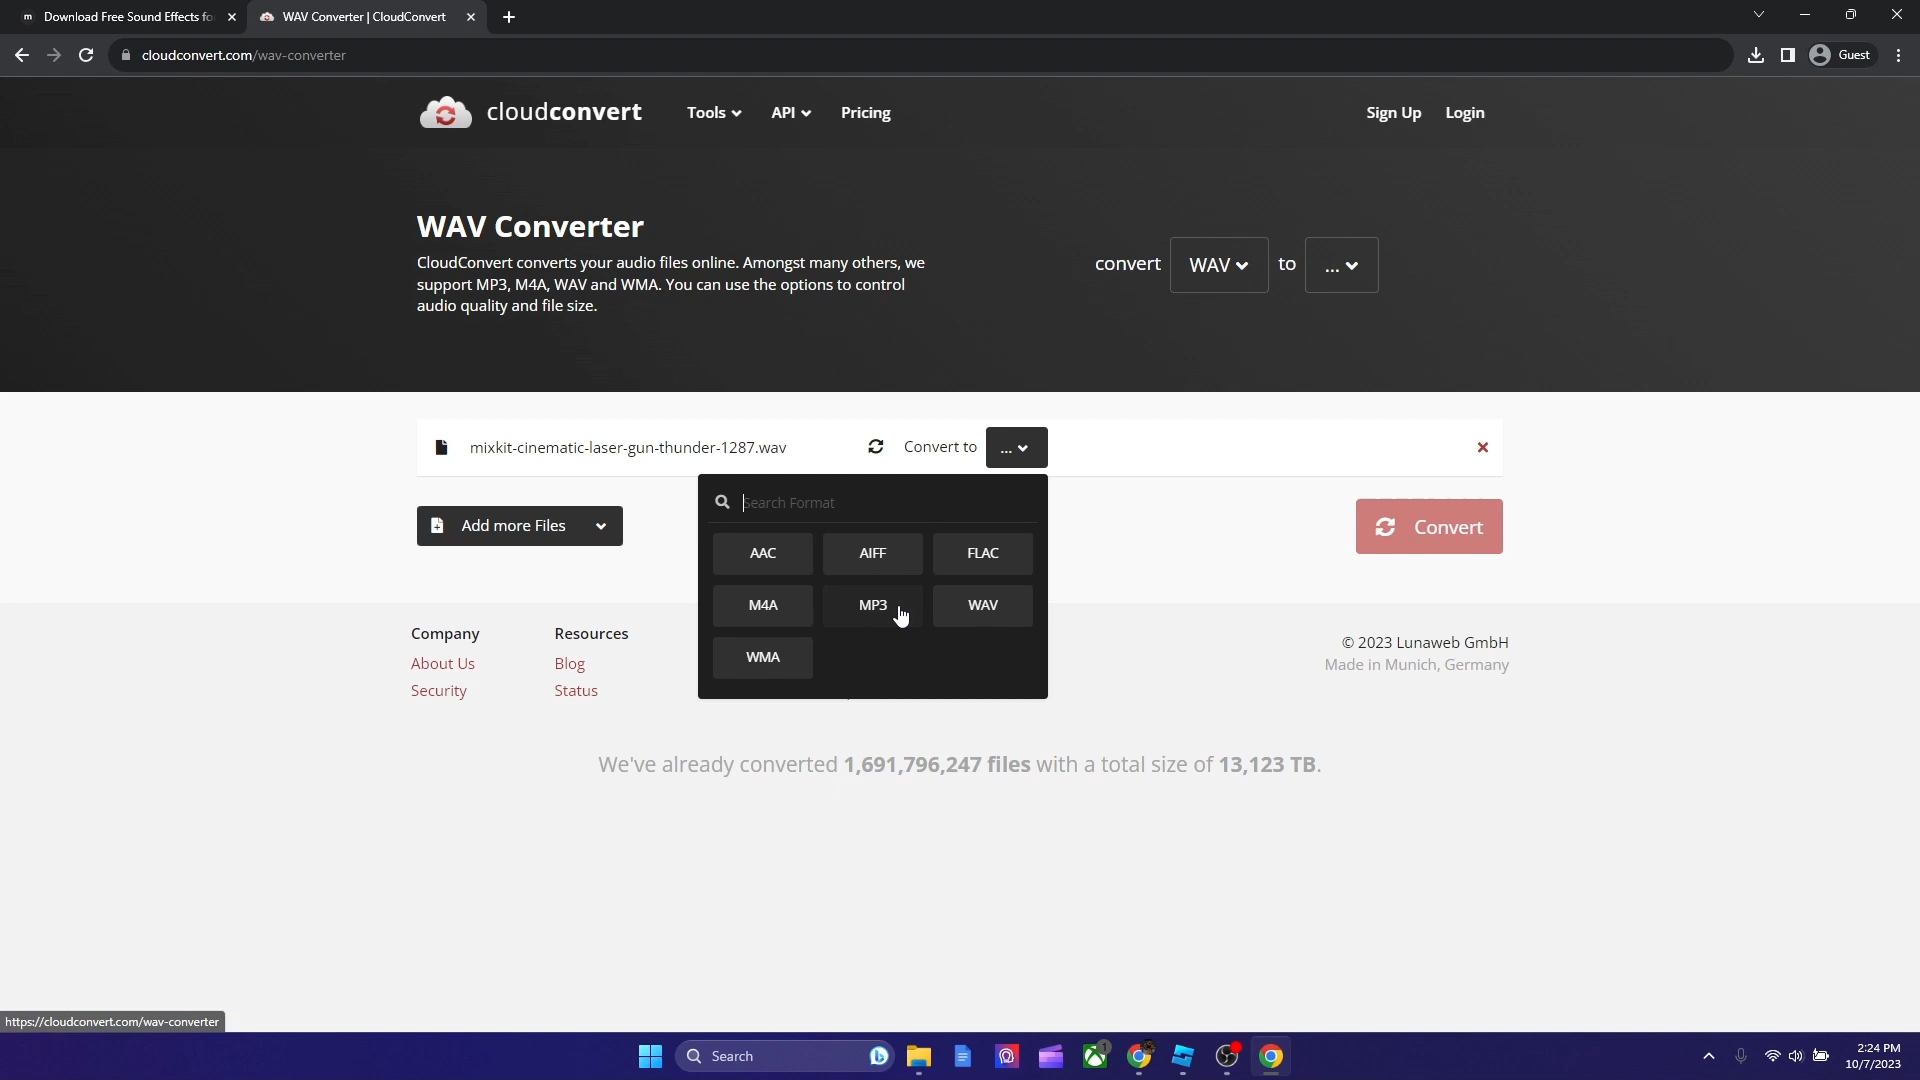 m Download Free Sound Effects fo
WAV Converter | CloudConvert
cloudconvert.com/wav-converter
Guest
cloudconvert
Tools
API
Pricing
Sign Up
Login
WAV Converter
CloudConvert converts your audio files online. Amongst many others, we
support MP3, M4A, WAV and WMA. You can use the options to control
audio quality and file size.
convert WAV to ...
mixkit-cinematic-laser-gun-thunder-1287.wav
Convert to ...
Search Format
AAC AIFF FLAC
M4A MP3 WAV
WMA
Add more Files
Convert
Company
About Us
Security
Resources
Blog
Status
© 2023 Lunaweb GmbH
Made in Munich, Germany
We've already converted 1,691,796,247 files with a total size of 13,123 TB.
https://cloudconvert.com/wav-converter
Search
1
2:24 PM
10/7/2023